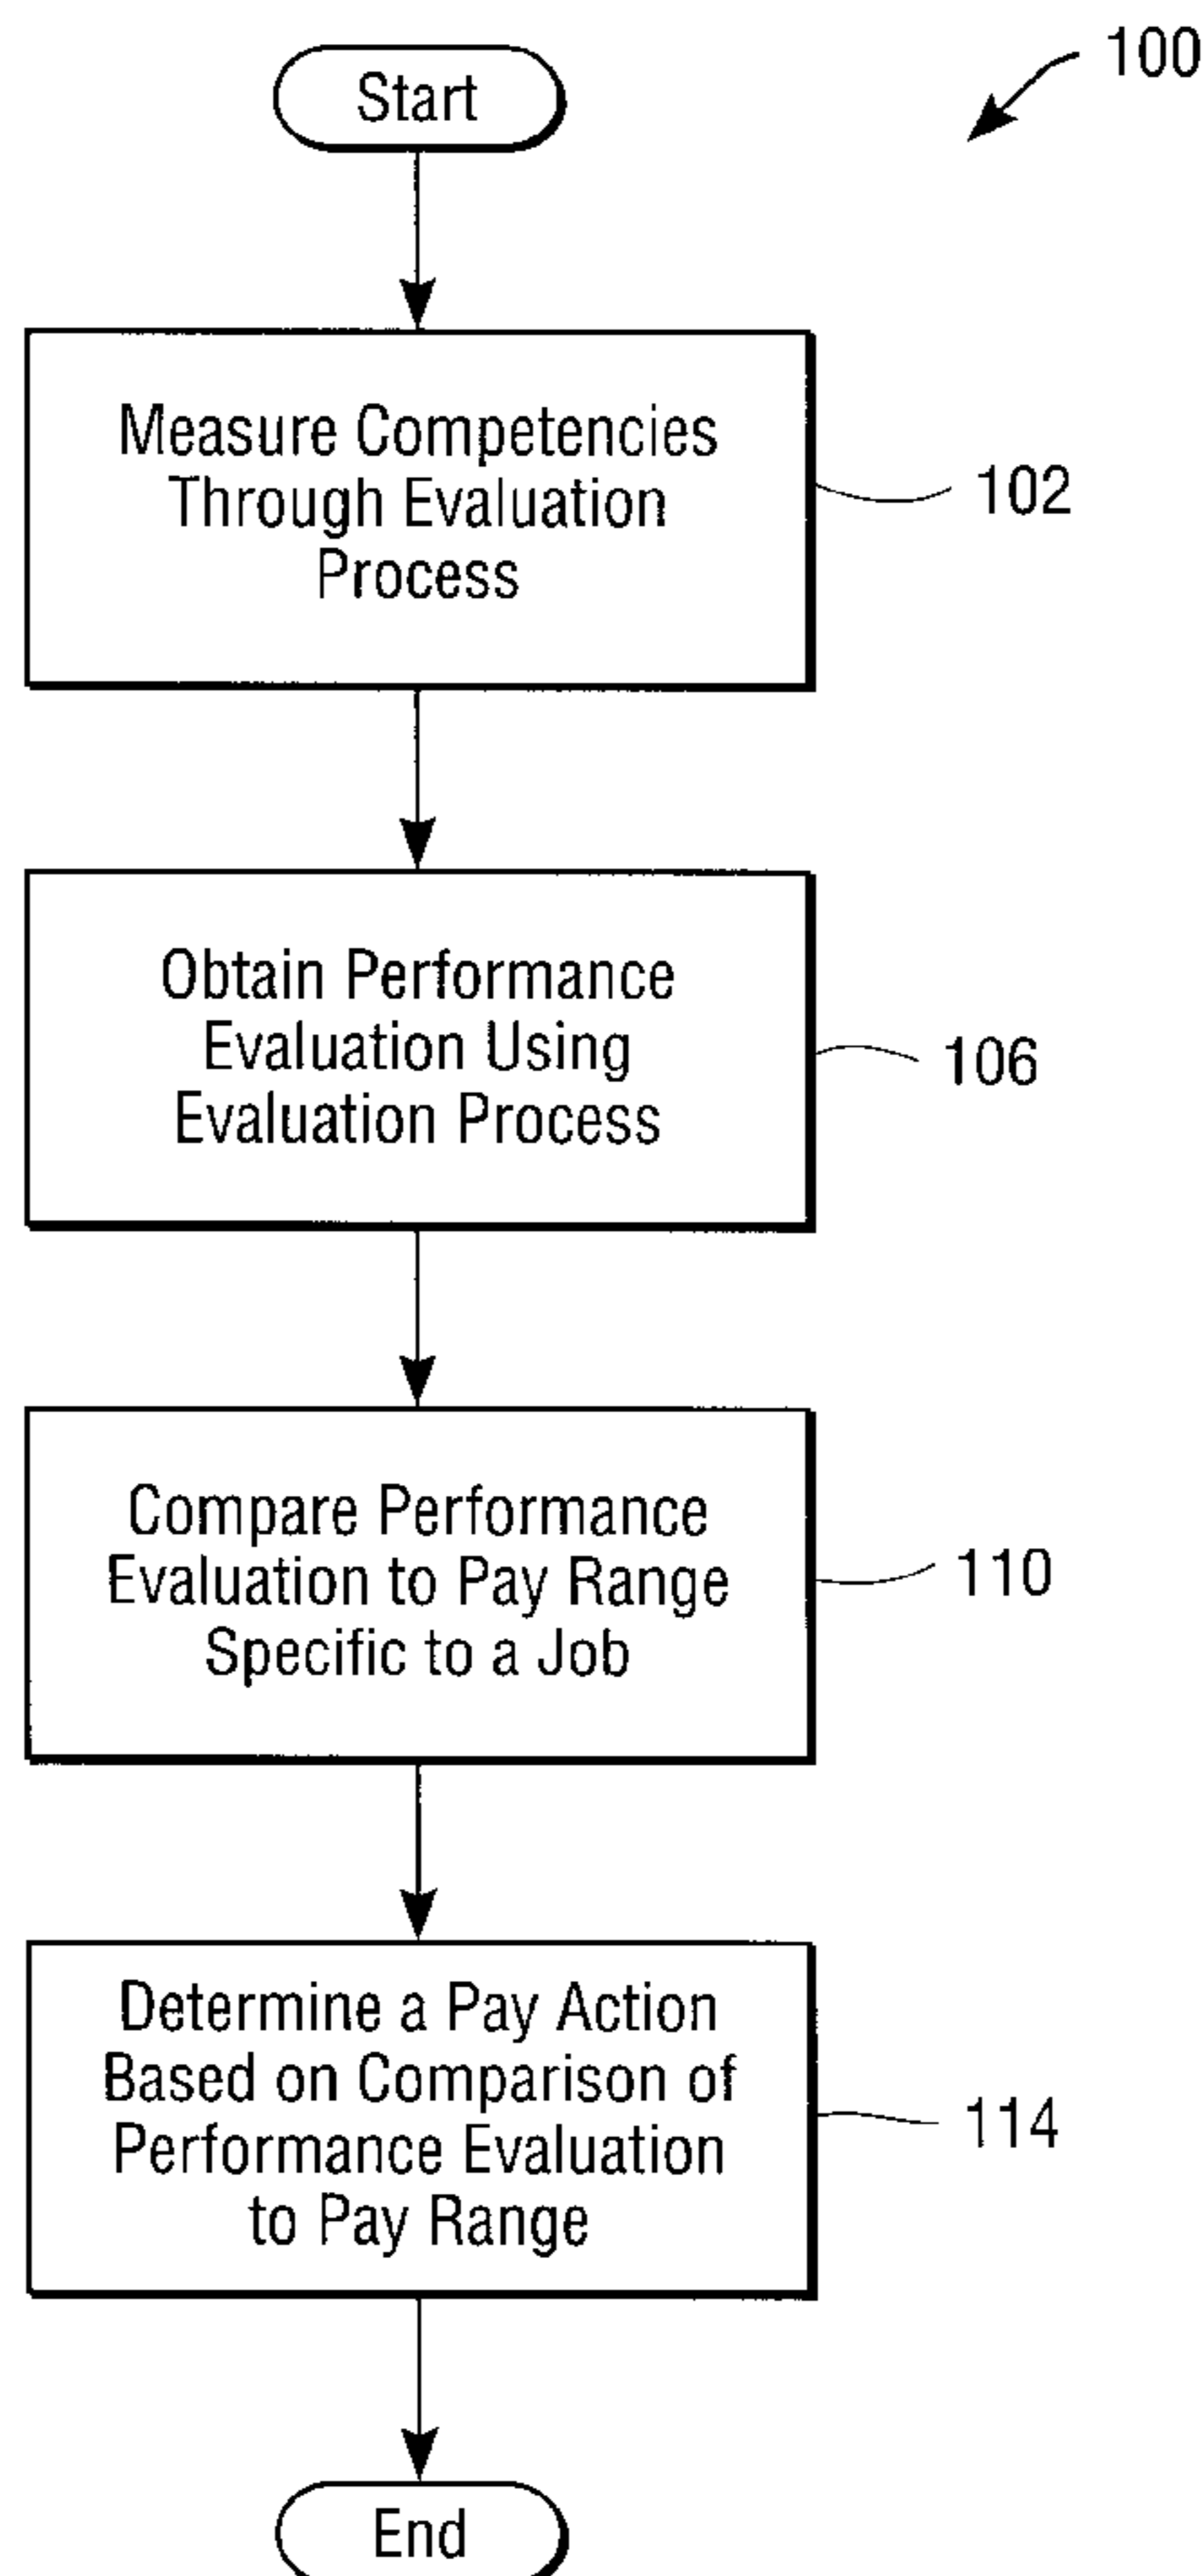 100
Start
Measure Competencies
Through Evaluation
Process
102
Obtain Performance
Evaluation Using
Evaluation Process
106
Compare Performance
Evaluation to Pay Range
Specific to a Job
110
Determine a Pay Action
Based on Comparison of
Performance Evaluation
to Pay Range
114
End